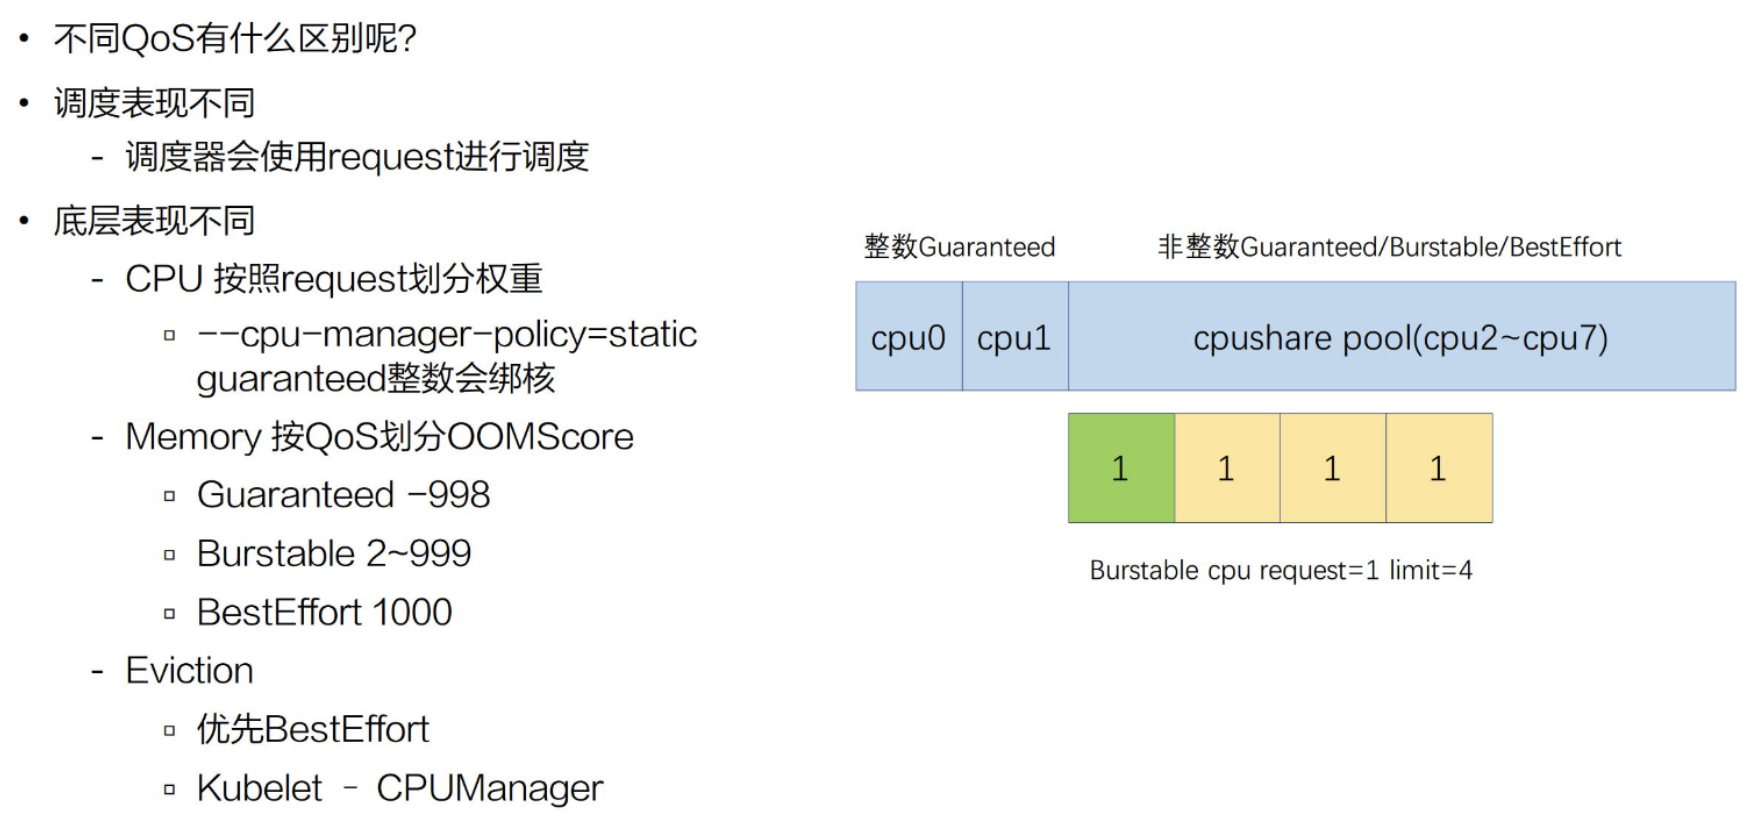 • 不同QoS有什么区别呢?
• 调度表现不同
- 调度器会使用request进行调度
• 底层表现不同
- CPU 按照request划分权重
▫ --cpu-manager-policy=static
guaranteed整数会绑核
- Memory 按QoS划分OOMScore
▫ Guaranteed -998
▫ Burstable 2~999
▫ BestEffort 1000
- Eviction
▫ 优先BestEffort
▫ Kubelet - CPUManager
整数Guaranteed
非整数Guaranteed/Burstable/BestEffort
cpu0 cpu1 cpushare pool(cpu2~cpu7)
1 1 1 1
Burstable cpu request=1 limit=4